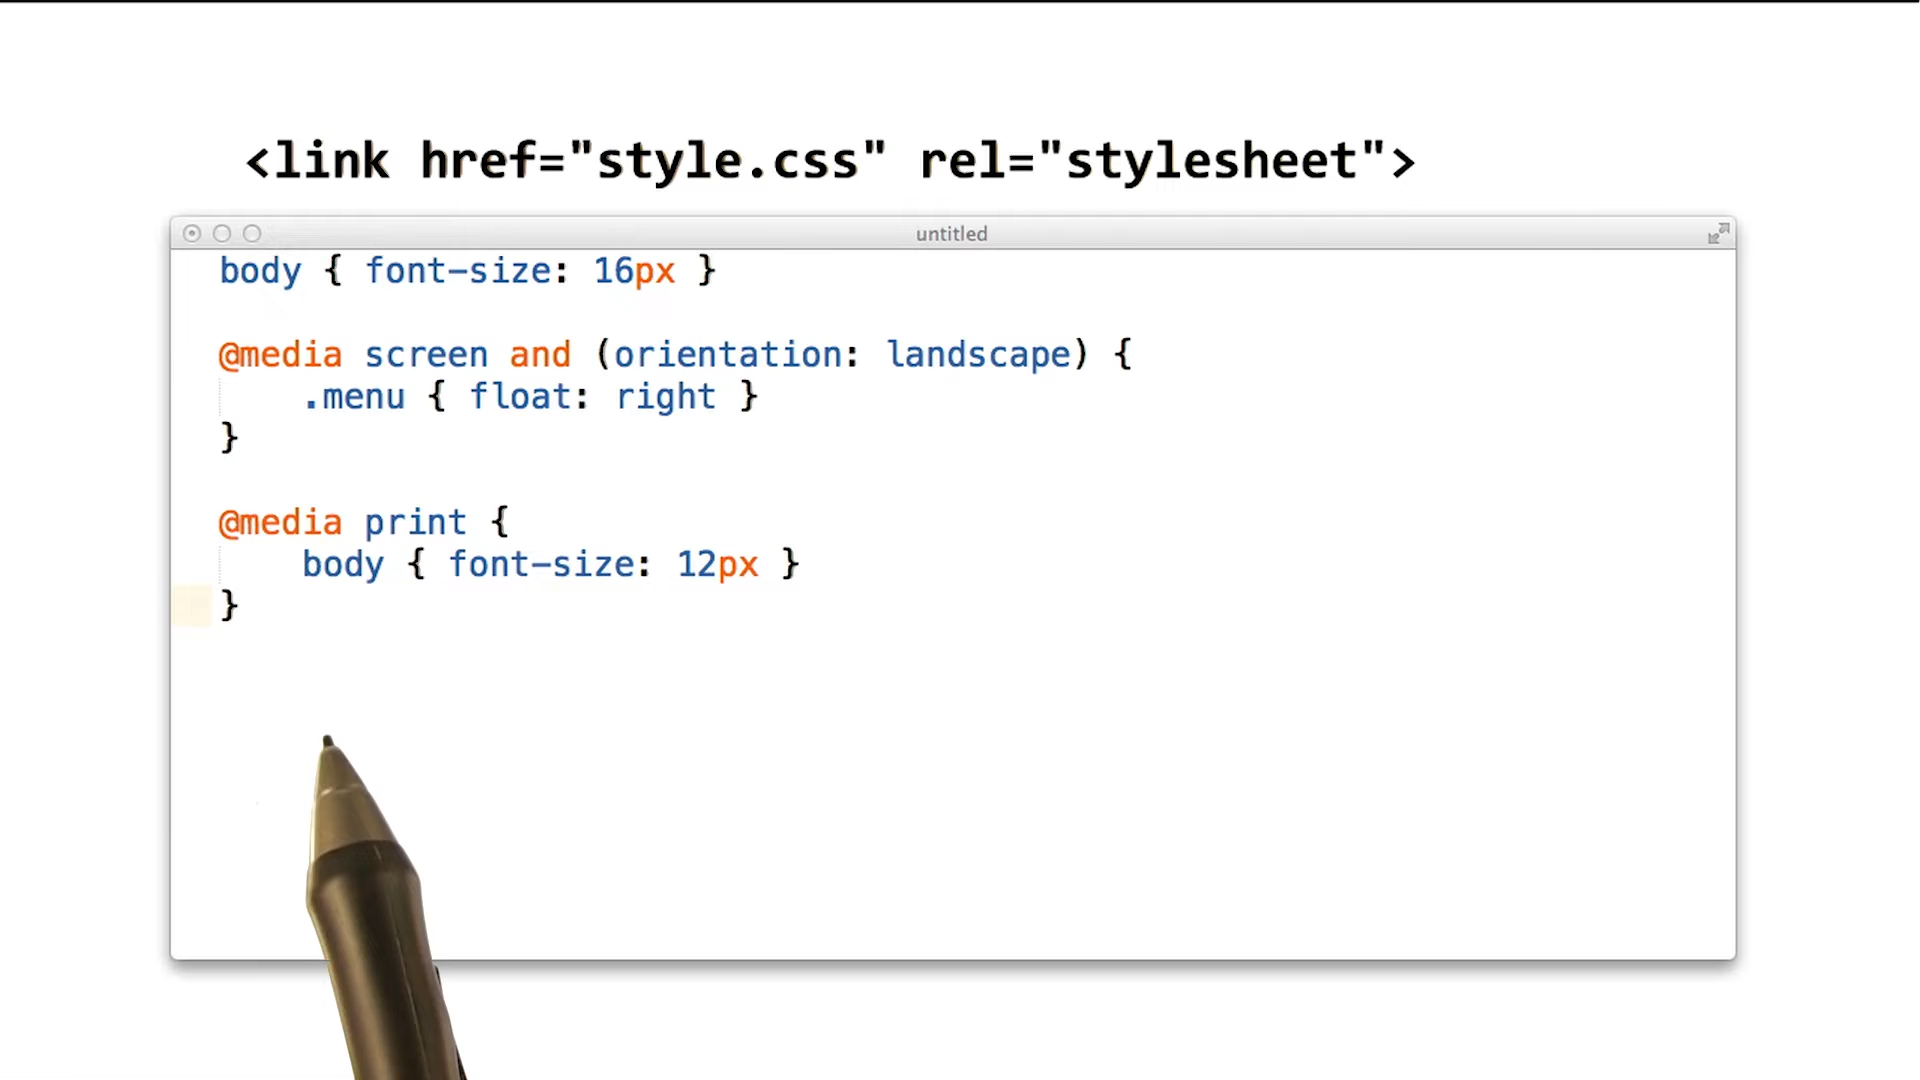 <link href="style.css" rel="stylesheet">
untitled
body { font-size: 16px }
@media screen and (orientation: landscape) {
.menu { float: right }
}
@media print {
body { font-size: 12px }
}